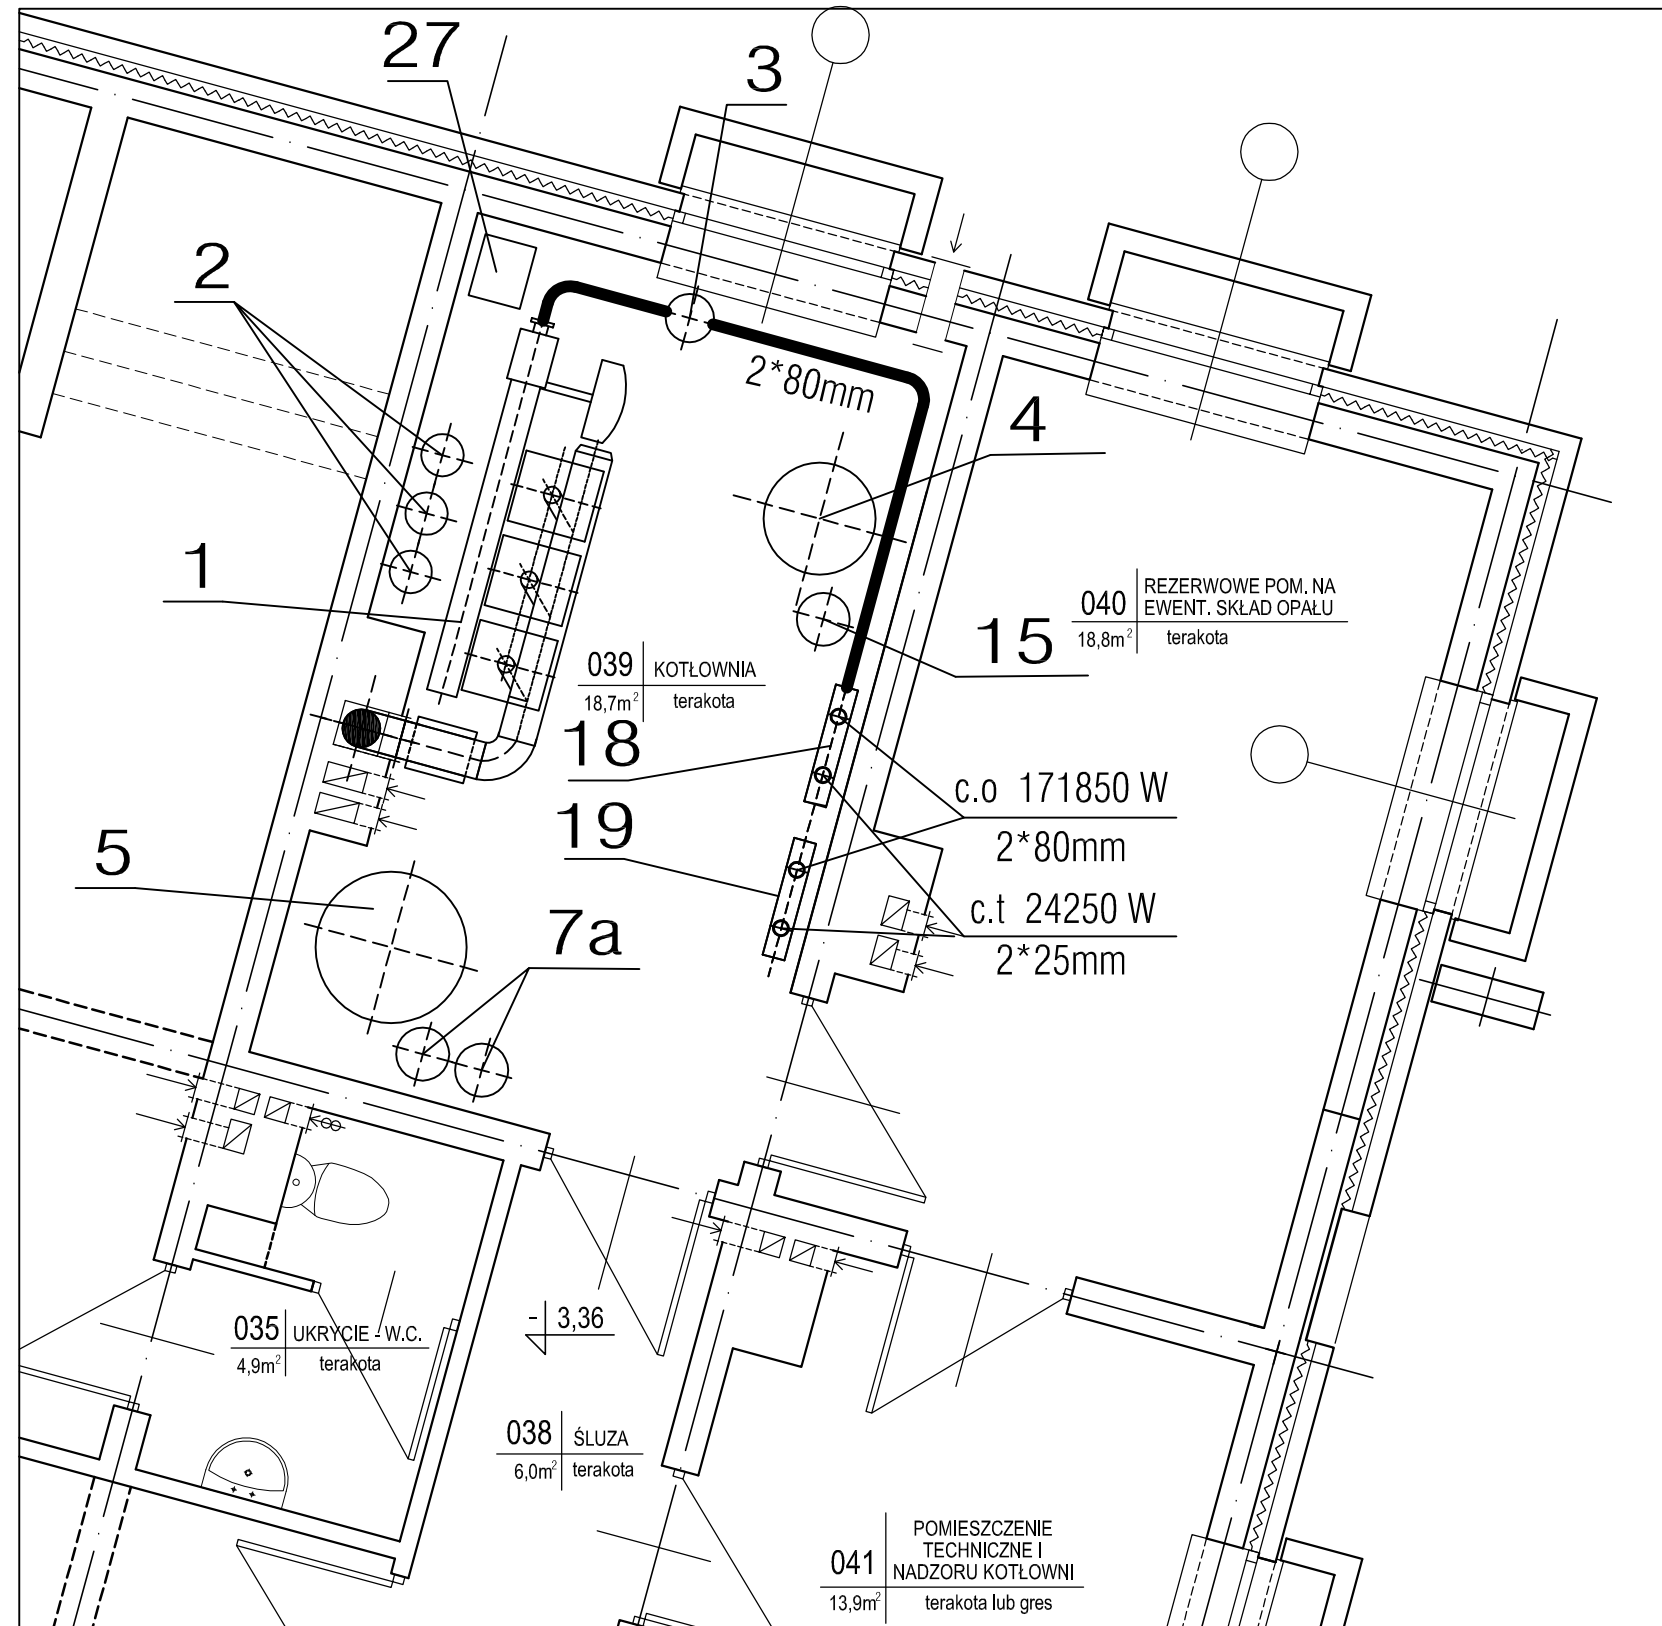 27
3
2
2*80mm
4
1
040
REZERWOWE POM. NA
EWENT. SKŁAD OPAŁU
18,8m²
terakota
15
039
KOTŁOWNIA
18,7m²
terakota
18
c.o 171850 W
2*80mm
19
5
c.t 24250 W
2*25mm
7a
- 3,36
035
UKRYCIE - W.C.
4,9m²
terakota
038
ŚLUZA
6,0m²
terakota
041
POMIESZCZENIE
TECHNICZNE I
NADZORU KOTŁOWNI
13,9m²
terakota lub gres